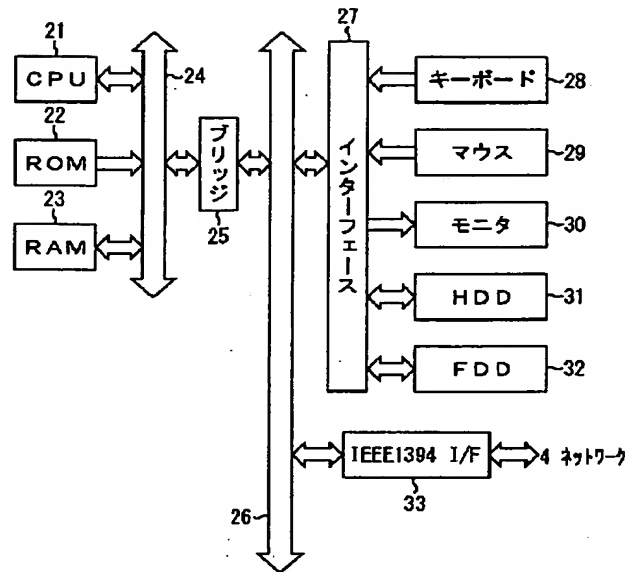 21
CPU
24
22
ROM
23
RAM
ブリッジ
25
26
27
インターフェース
キーボード
28
マウス
29
モニタ
30
HDD
31
FDD
32
IEEE1394 I/F
33
4 ネットワーク